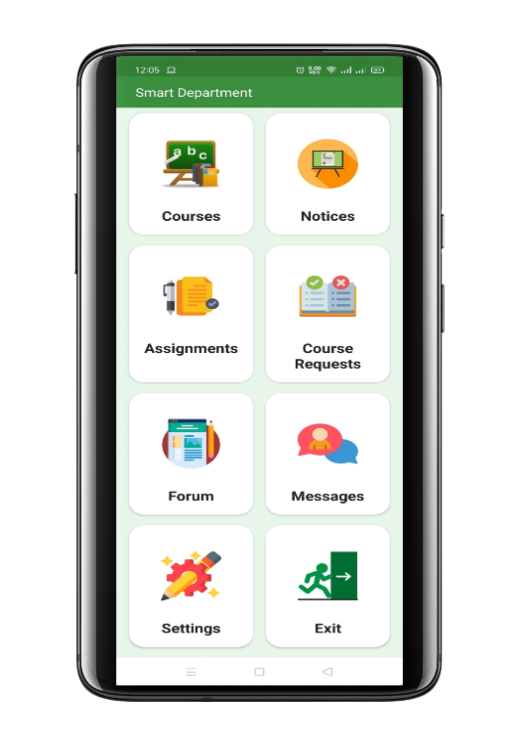 12:05
Smart Department
a b c
Courses
Notices
Assignments
Course
Requests
Forum
Messages
Settings
Exit